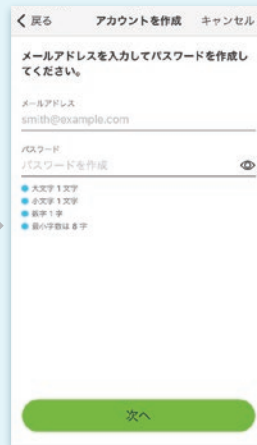 戻る アカウントを作成 キャンセル
メールアドレスを入力してパスワードを作成し
てください。
メールアドレス
smith@example.com
パスワード
パスワードを作成
大文字 1 文字
小文字 1 文字
数字 1 字
最小字数は 8 字
次へ